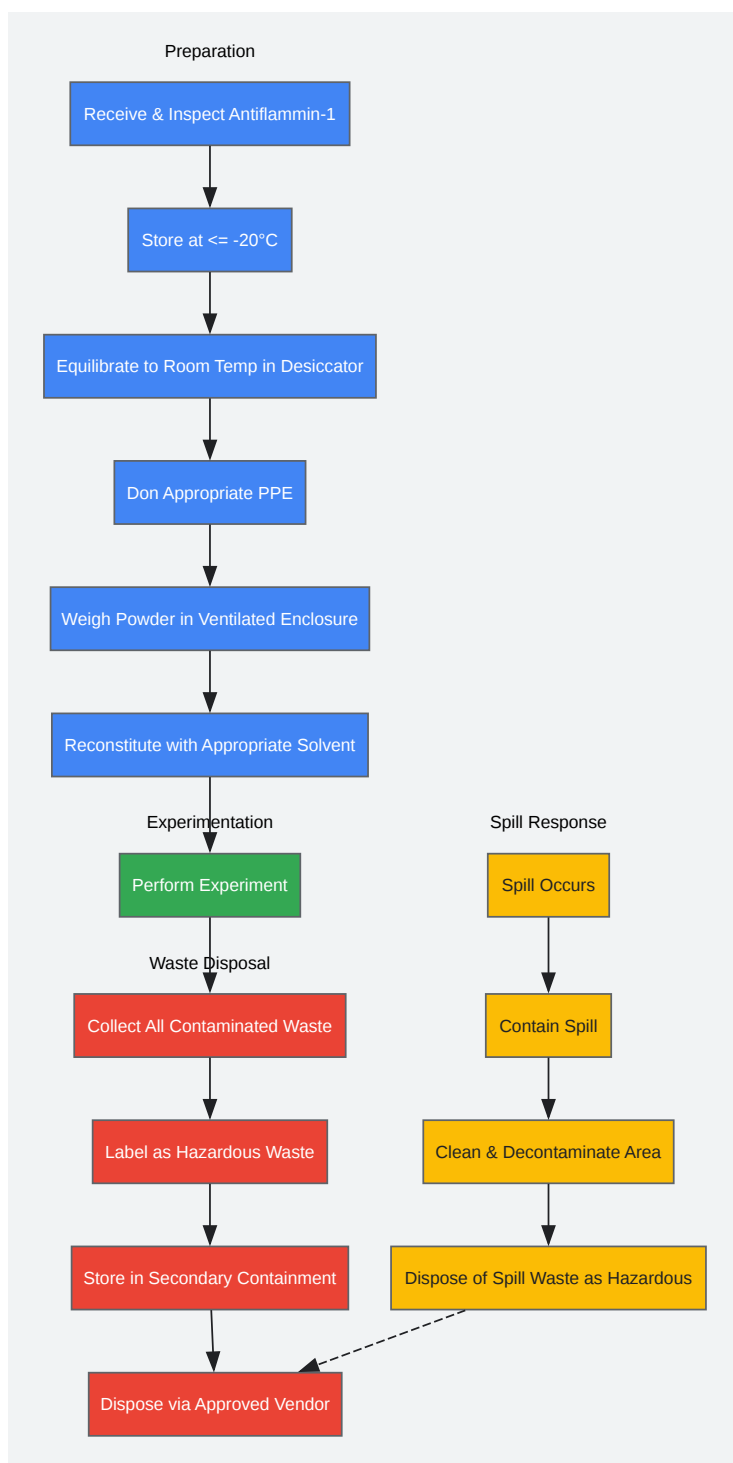 Preparation
Receive & Inspect Antiflammin-1
Store at <= -20°C
Equilibrate to Room Temp in Desiccator
Don Appropriate PPE
Weigh Powder in Ventilated Enclosure
Reconstitute with Appropriate Solvent
Experimentation
Perform Experiment
Waste Disposal
Collect All Contaminated Waste
Label as Hazardous Waste
Store in Secondary Containment
Dispose via Approved Vendor
Spill Response
Spill Occurs
Contain Spill
Clean & Decontaminate Area
Dispose of Spill Waste as Hazardous